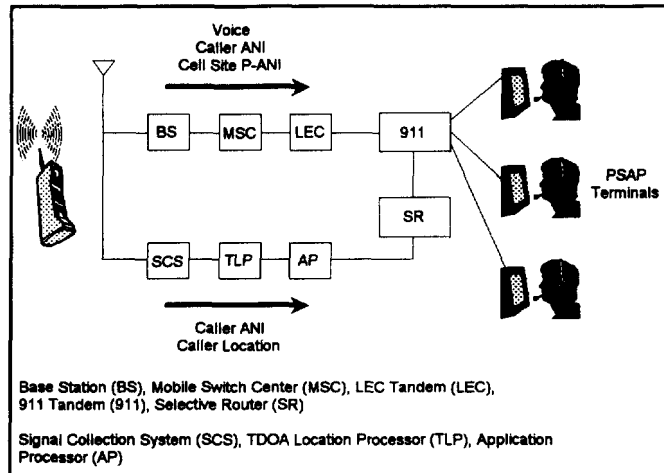 Voice
Caller ANI
Cell Site P-ANI
BS
MSC
LEC
911
PSAP
Terminals
SR
SCS
TLP
AP
Caller ANI
Caller Location
Base Station (BS), Mobile Switch Center (MSC), LEC Tandem (LEC),
911 Tandem (911), Selective Router (SR)
Signal Collection System (SCS), TDOA Location Processor (TLP), Application
Processor (AP)